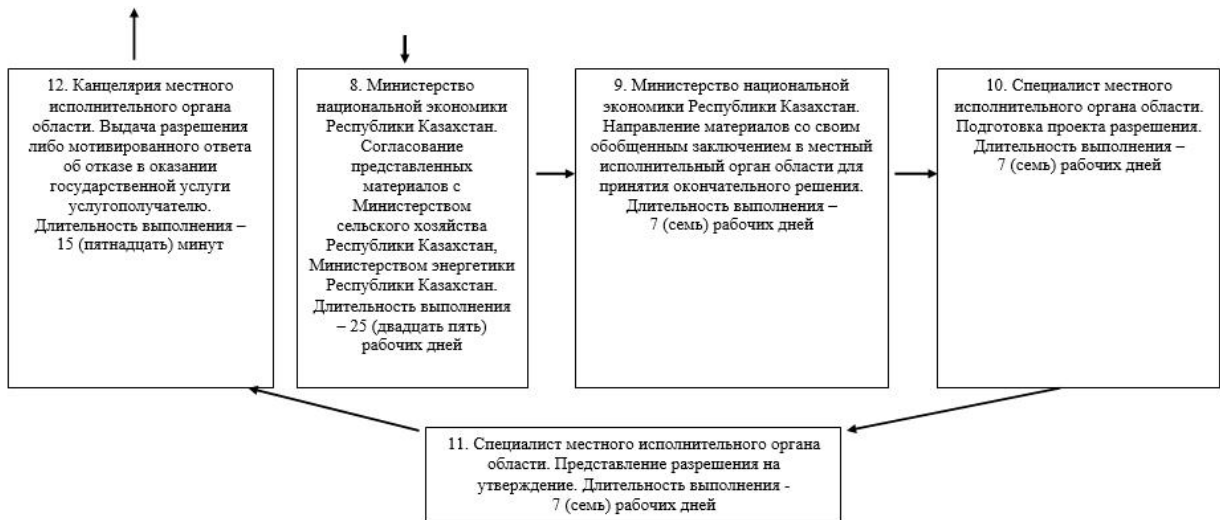 12. Канцелярия местного
исполнительного органа
области. Выдача разрешения
либо мотивированного ответа
об отказе в оказании
государственной услуги
услугополучателю.
Длительность выполнения –
15 (пятнадцать) минут
8. Министерство
национальной экономики
Республики Казахстан.
Согласование
представленных
материалов с
Министерством
сельского хозяйства
Республики Казахстан,
Министерством энергетики
Республики Казахстан.
Длительность выполнения
– 25 (двадцать пять)
рабочих дней
9. Министерство национальной
экономики Республики Казахстан.
Направление материалов со своим
обобщенным заключением в местный
исполнительный орган области для
принятия окончательного решения.
Длительность выполнения –
7 (семь) рабочих дней
10. Специалист местного
исполнительного органа области.
Подготовка проекта разрешения.
Длительность выполнения –
7 (семь) рабочих дней
11. Специалист местного исполнительного органа
области. Представление разрешения на
утверждение. Длительность выполнения -
7 (семь) рабочих дней